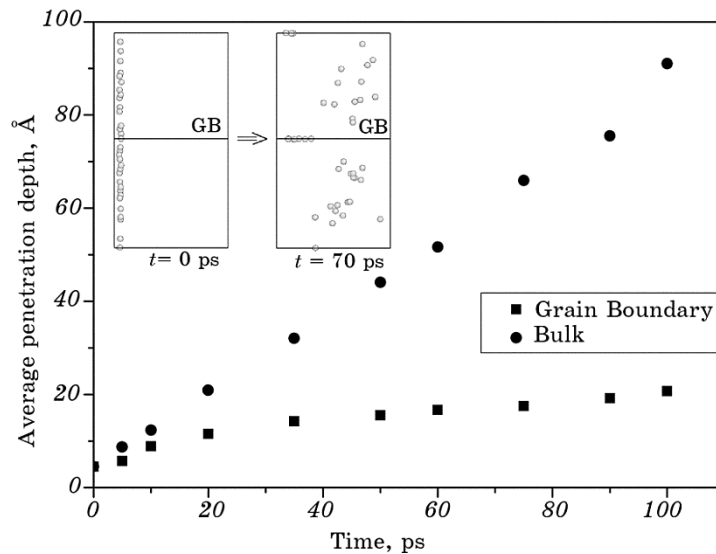 100
80
60
40
20
0
Average penetration depth, Å
GB
GB
t= 0 ps
t = 70 ps
Grain Boundary
Bulk
0
20
40
60
80
100
Time, ps